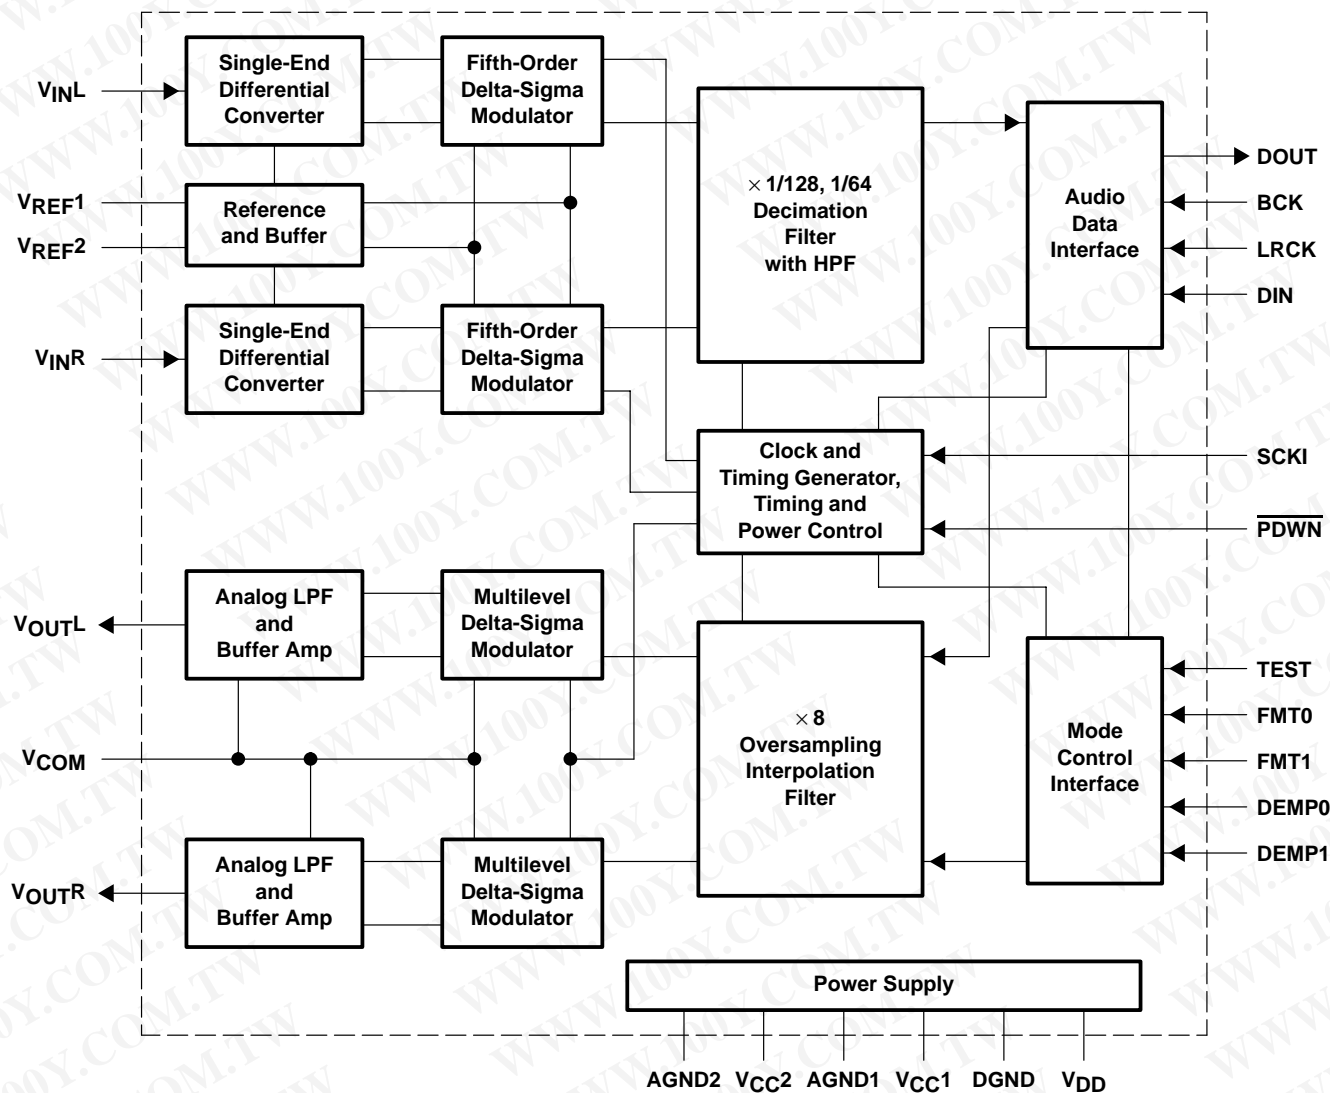 Single-End
Differential
Converter
Fifth-Order
Delta-Sigma
Modulator
VINL
× 1/128, 1/64
Decimation
Filter
with HPF
Audio
Data
Interface
DOUT
BCK
LRCK
DIN
VREF1
VREF2
Reference
and Buffer
Single-End
Differential
Converter
Fifth-Order
Delta-Sigma
Modulator
VINR
Clock and
Timing Generator,
Timing and
Power Control
SCKI
PDWN
Analog LPF
and
Buffer Amp
Multilevel
Delta-Sigma
Modulator
VOUTL
× 8
Oversampling
Interpolation
Filter
Mode
Control
Interface
TEST
FMT0
FMT1
DEMP0
DEMP1
VCOM
Analog LPF
and
Buffer Amp
Multilevel
Delta-Sigma
Modulator
VOUTR
Power Supply
AGND2 VCC2 AGND1 VCC1 DGND VDD
WWW.100Y.COM.TW